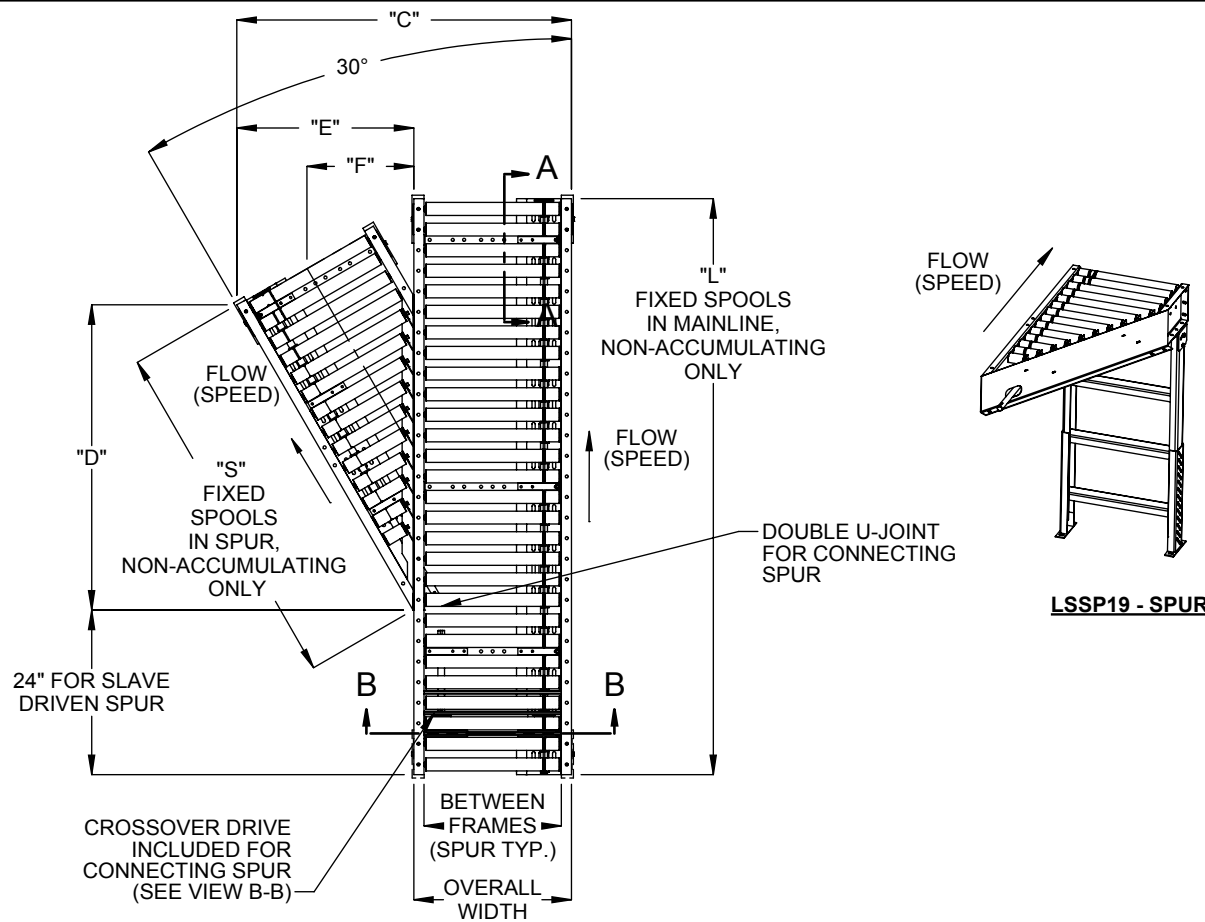 "C"
30°
"E"
"F"
A
A
"L"
FIXED SPOOLS
IN MAINLINE,
NON-ACCUMULATING
ONLY
FLOW
(SPEED)
FLOW
(SPEED)
"D"
"S"
FIXED
SPOOLS
IN SPUR,
NON-ACCUMULATING
ONLY
FLOW
(SPEED)
DOUBLE U-JOINT
FOR CONNECTING
SPUR
LSSP19 - SPUR
24" FOR SLAVE
DRIVEN SPUR
B
B
CROSSOVER DRIVE
INCLUDED FOR
CONNECTING SPUR
(SEE VIEW B-B)
BETWEEN
FRAMES
(SPUR TYP.)
OVERALL
WIDTH